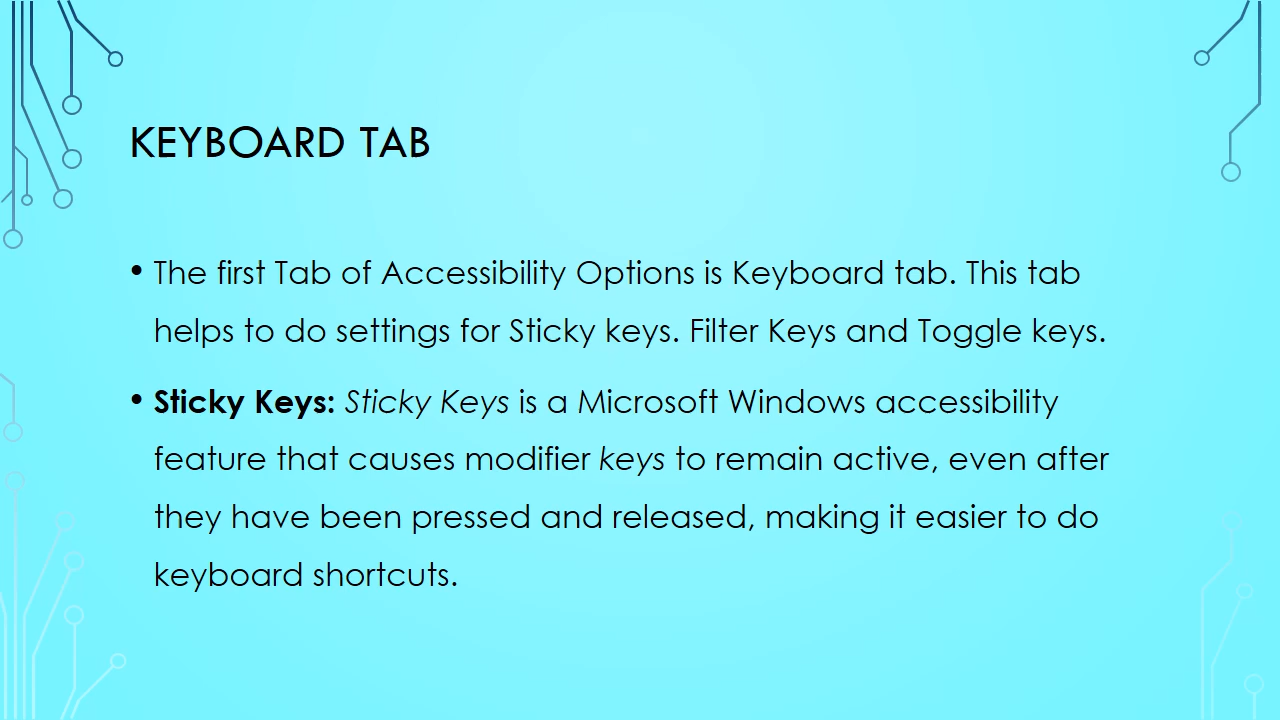 KEYBOARD TAB
• The first Tab of Accessibility Options is Keyboard tab. This tab
helps to do settings for Sticky keys. Filter Keys and Toggle keys.
• Sticky Keys: Sticky Keys is a Microsoft Windows accessibility
feature that causes modifier keys to remain active, even after
they have been pressed and released, making it easier to do
keyboard shortcuts.